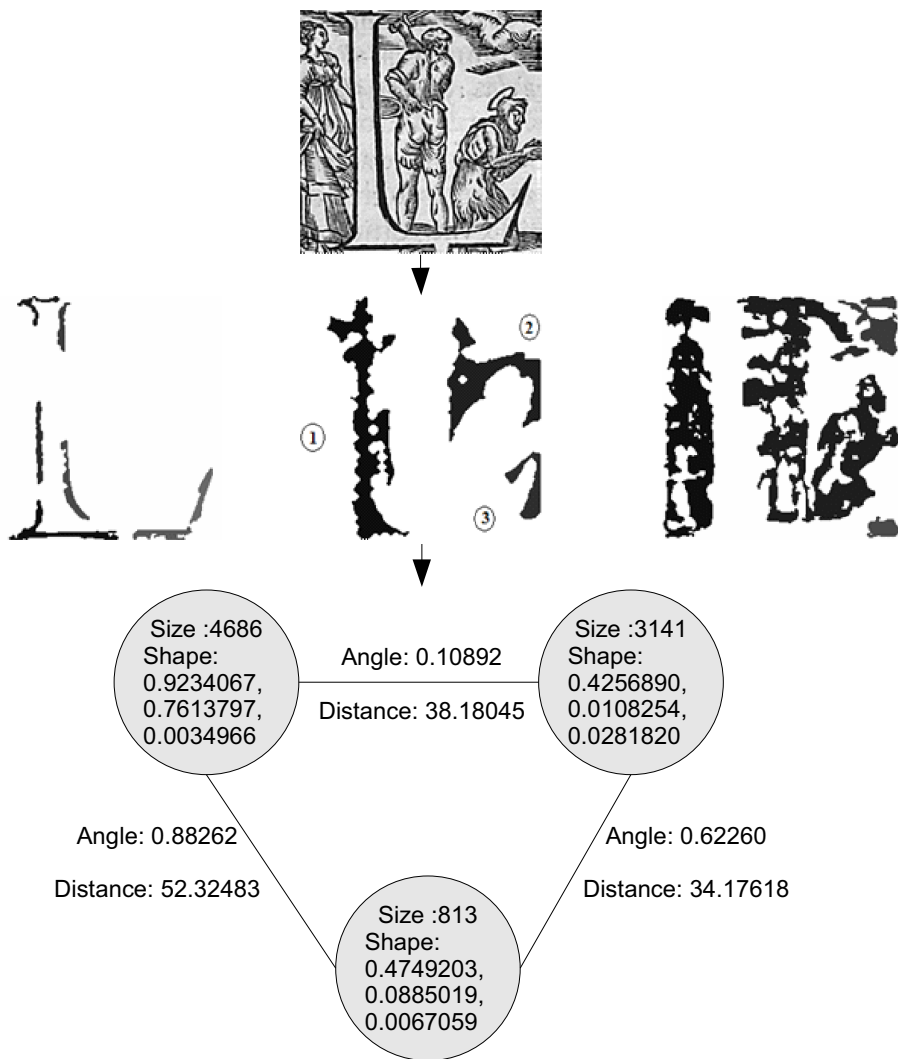 L
2
1
3
Size :4686
Shape:
0.9234067,
0.7613797,
0.0034966
Angle: 0.10892
Distance: 38.18045
Size :3141
Shape:
0.4256890,
0.0108254,
0.0281820
Angle: 0.88262
Distance: 52.32483
Angle: 0.62260
Distance: 34.17618
Size :813
Shape:
0.4749203,
0.0885019,
0.0067059